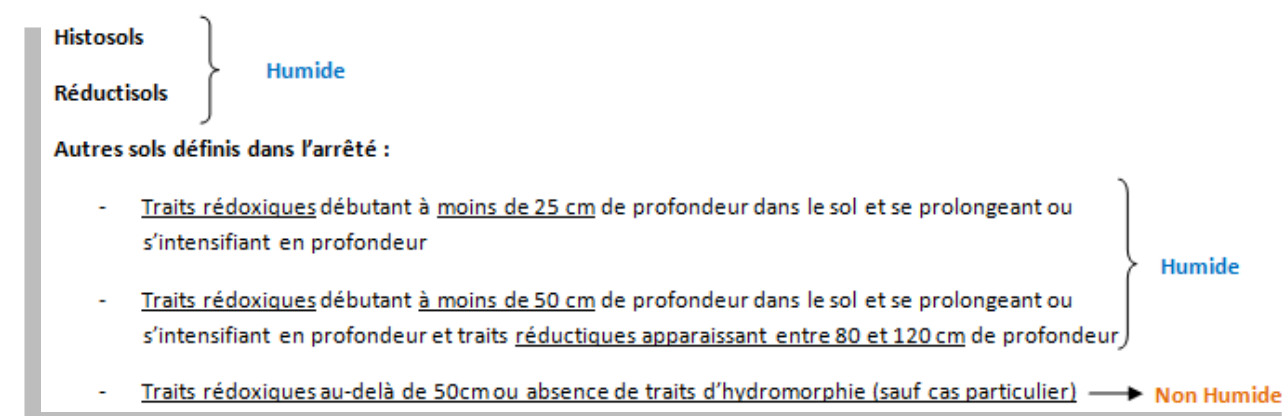 Histosols
Humide
Réductisols
Autres sols définis dans l'arrêté :
- Traits rédoxiques débutant à moins de 25 cm de profondeur dans le sol et se prolongeant ou
s'intensifiant en profondeur
Humide
- Traits rédoxiques débutant à moins de 50 cm de profondeur dans le sol et se prolongeant ou
s'intensifiant en profondeur et traits réductiques apparaissant entre 80 et 120 cm de profondeur
- Traits rédoxiques au-delà de 50cm ou absence de traits d'hydromorphie (sauf cas particulier) Non Humide